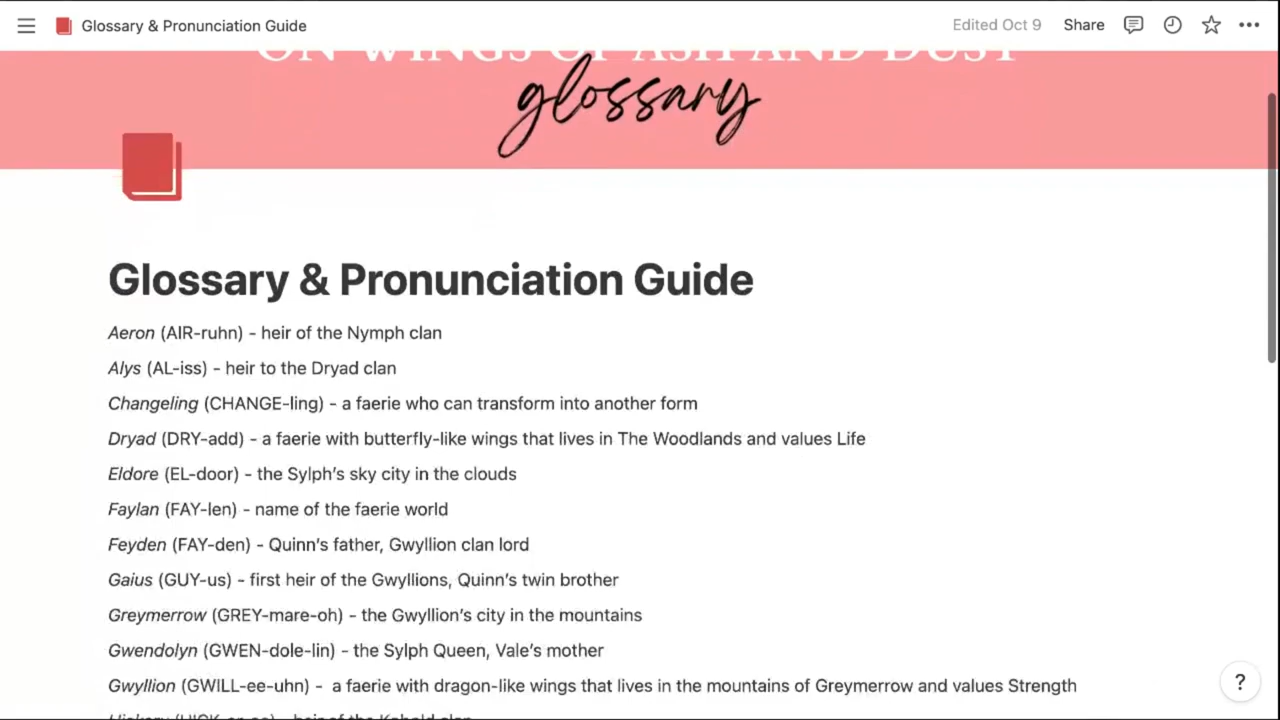 Glossary & Pronunciation Guide
Edited Oct 9
Share
ON WINGS OF ASH AND DUST
glossary
Glossary & Pronunciation Guide
Aeron (AIR-ruhn) - heir of the Nymph clan
Alys (AL-iss) - heir to the Dryad clan
Changeling (CHANGE-ling) - a faerie who can transform into another form
Dryad (DRY-add) - a faerie with butterfly-like wings that lives in The Woodlands and values Life
Eldore (EL-door) - the Sylph's sky city in the clouds
Faylan (FAY-len) - name of the faerie world
Feyden (FAY-den) - Quinn's father, Gwyllion clan lord
Gaius (GUY-us) - first heir of the Gwyllions, Quinn's twin brother
Greymerrow (GREY-mare-oh) - the Gwyllion's city in the mountains
Gwendolyn (GWEN-dole-lin) - the Sylph Queen, Vale's mother
Gwyllion (GWILL-ee-uhn) - a faerie with dragon-like wings that lives in the mountains of Greymerrow and values Strength
?